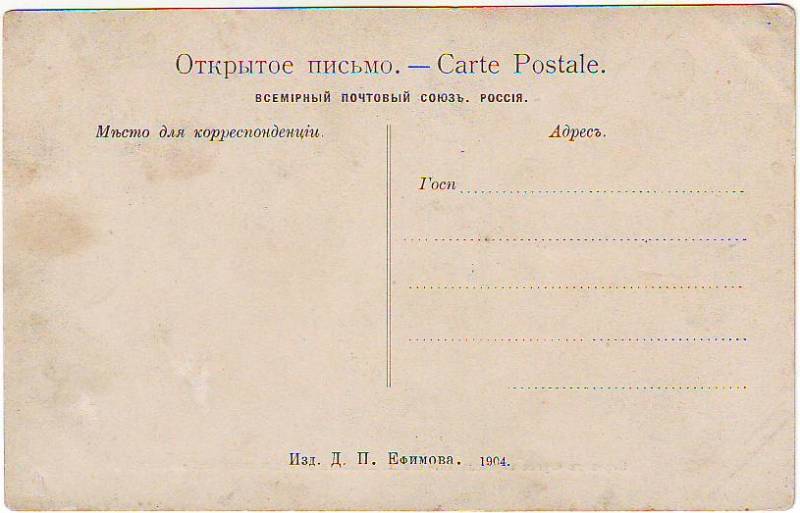 Открытое письмо. — Carte Postale.
ВСЕМІРНЫЙ ПОЧТОВЫЙ СОЮЗЪ. РОССІЯ.
Мѣсто для корреспонденціи.
Адресъ.
Госп
Изд. Д. П. Ефимова. 1904.